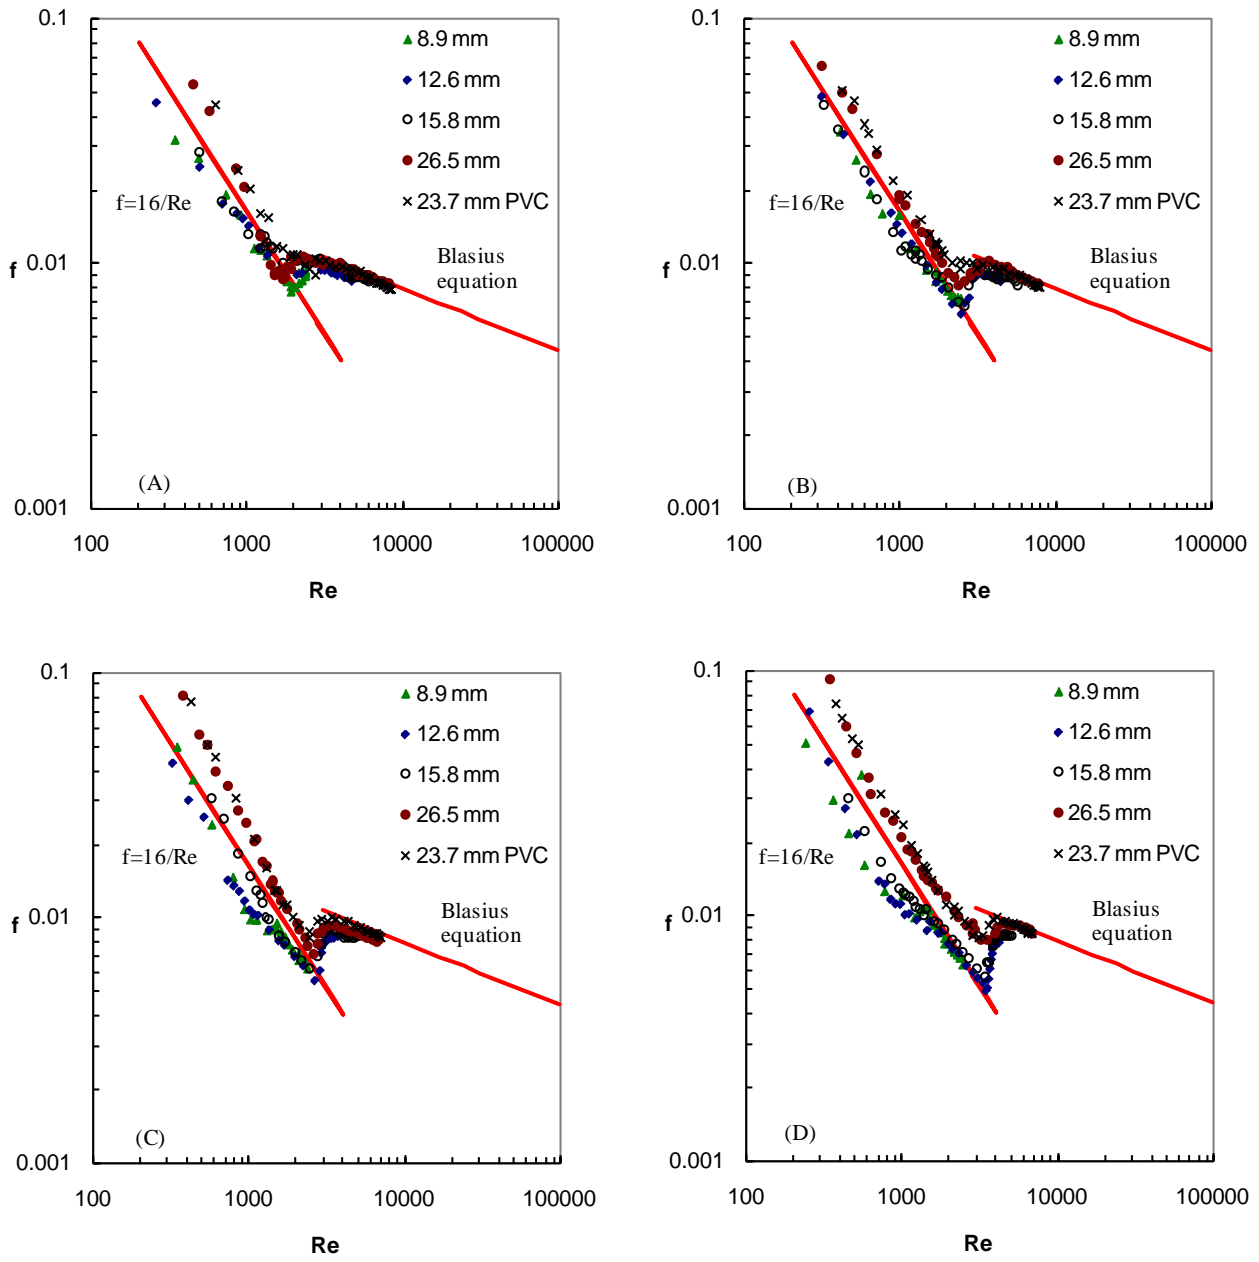 0.1
8.9 mm
12.6 mm
15.8 mm
26.5 mm
23.7 mm PVC
f=16/Re
Blasius
equation
f
0.01
(A)
0.001
100 1000 10000 100000
Re
0.1
8.9 mm
12.6 mm
15.8 mm
26.5 mm
23.7 mm PVC
f=16/Re
Blasius
equation
f
0.01
(B)
0.001
100 1000 10000 100000
Re
0.1
8.9 mm
12.6 mm
15.8 mm
26.5 mm
23.7 mm PVC
f=16/Re
Blasius
equation
f
0.01
(C)
0.001
100 1000 10000 100000
Re
0.1
8.9 mm
12.6 mm
15.8 mm
26.5 mm
23.7 mm PVC
f=16/Re
Blasius
equation
f
0.01
(D)
0.001
100 1000 10000 100000
Re